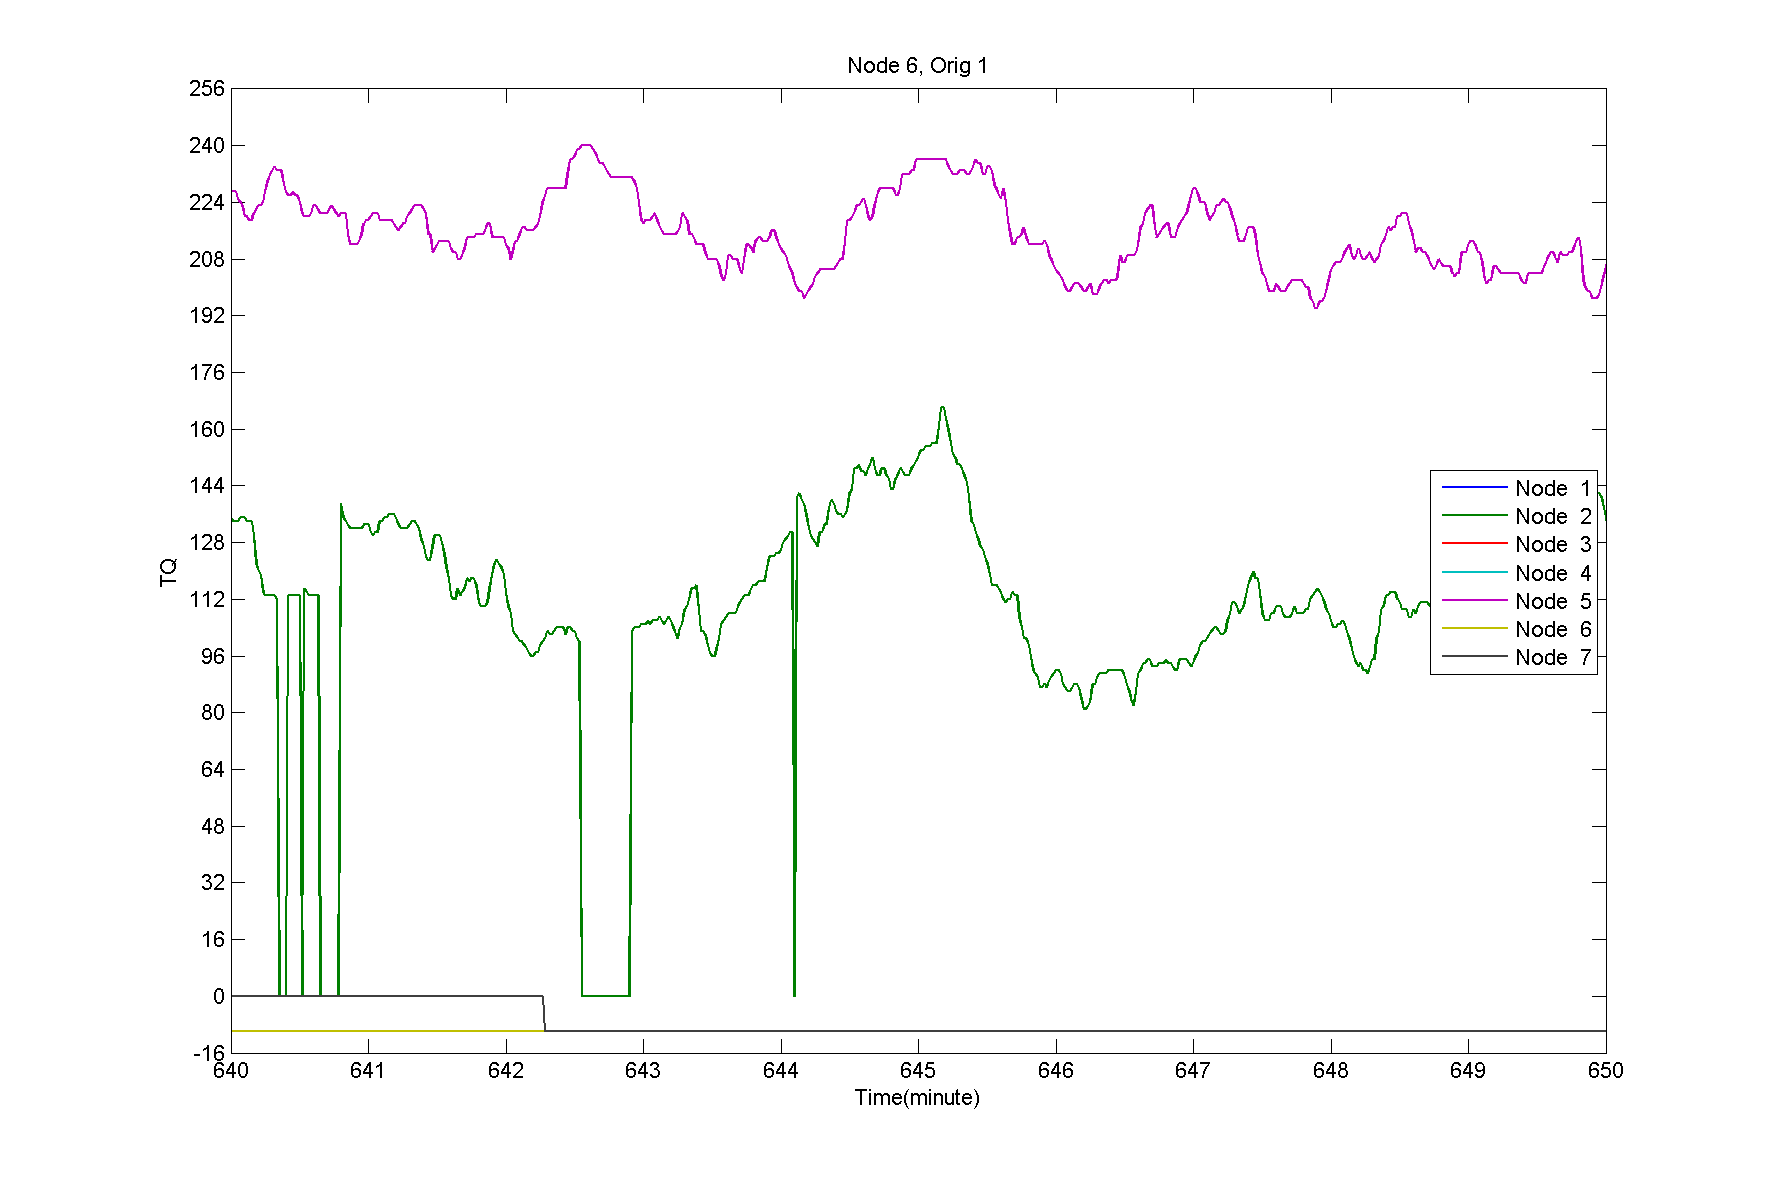 Node 6, Orig 1
256
240
224
208
192
176
160
144
128
112
96
80
64
48
32
16
0
-16
TQ
Node 1
Node 2
Node 3
Node 4
Node 5
Node 6
Node 7
640 641 642 643 644 645 646 647 648 649 650
Time(minute)